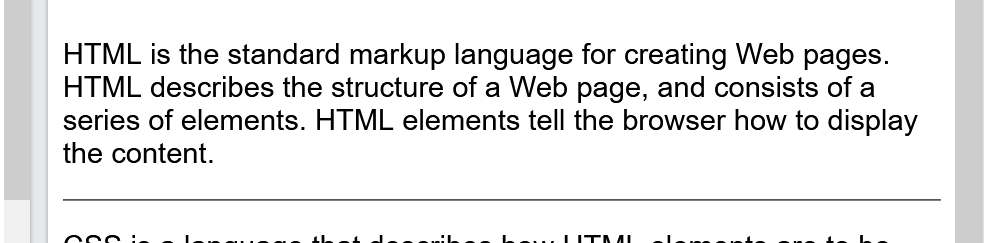 HTML is the standard markup language for creating Web pages.
HTML describes the structure of a Web page, and consists of a
series of elements. HTML elements tell the browser how to display
the content.
CSS is a language that describes how HTML elements are to be